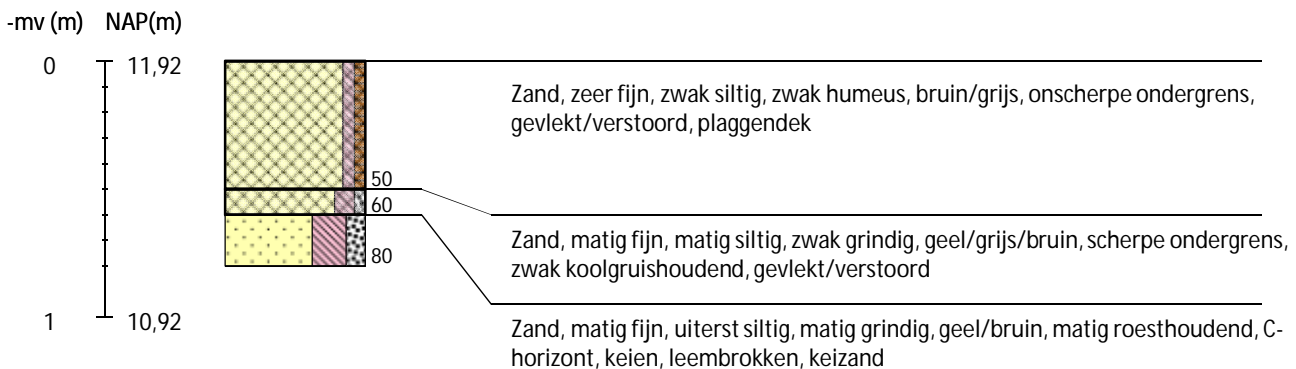 -mv (m) NAP(m)
0 11,92
Zand, zeer fijn, zwak siltig, zwak humeus, bruin/grijs, onscherpe ondergrens,
gevlekt/verstoord, plaggendek
50
60
Zand, matig fijn, matig siltig, zwak grindig, geel/grijs/bruin, scherpe ondergrens,
zwak koolgruishoudend, gevlekt/verstoord
80
1 10,92
Zand, matig fijn, uiterst siltig, matig grindig, geel/bruin, matig roesthoudend, C-
horizont, keien, leembrokken, keizand